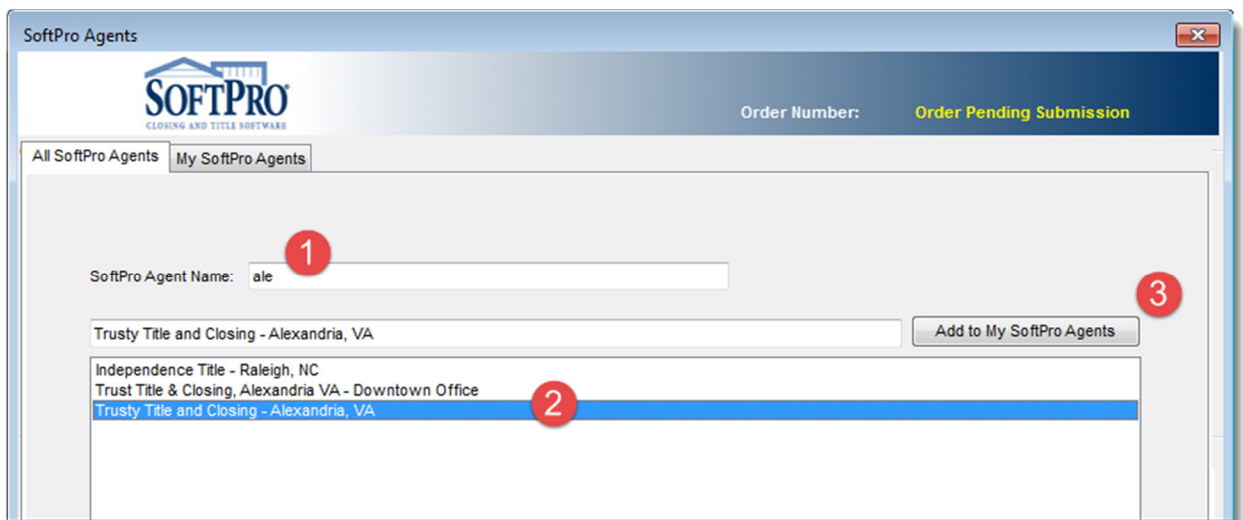 SoftPro Agents
SOFTPRO
CLOSING AND TITLE SOFTWARE
Order Number: Order Pending Submission
All SoftPro Agents My SoftPro Agents
1
SoftPro Agent Name: ale
3
Trusty Title and Closing - Alexandria, VA Add to My SoftPro Agents
Independence Title - Raleigh, NC
Trust Title & Closing, Alexandria VA - Downtown Office
Trusty Title and Closing - Alexandria, VA 2